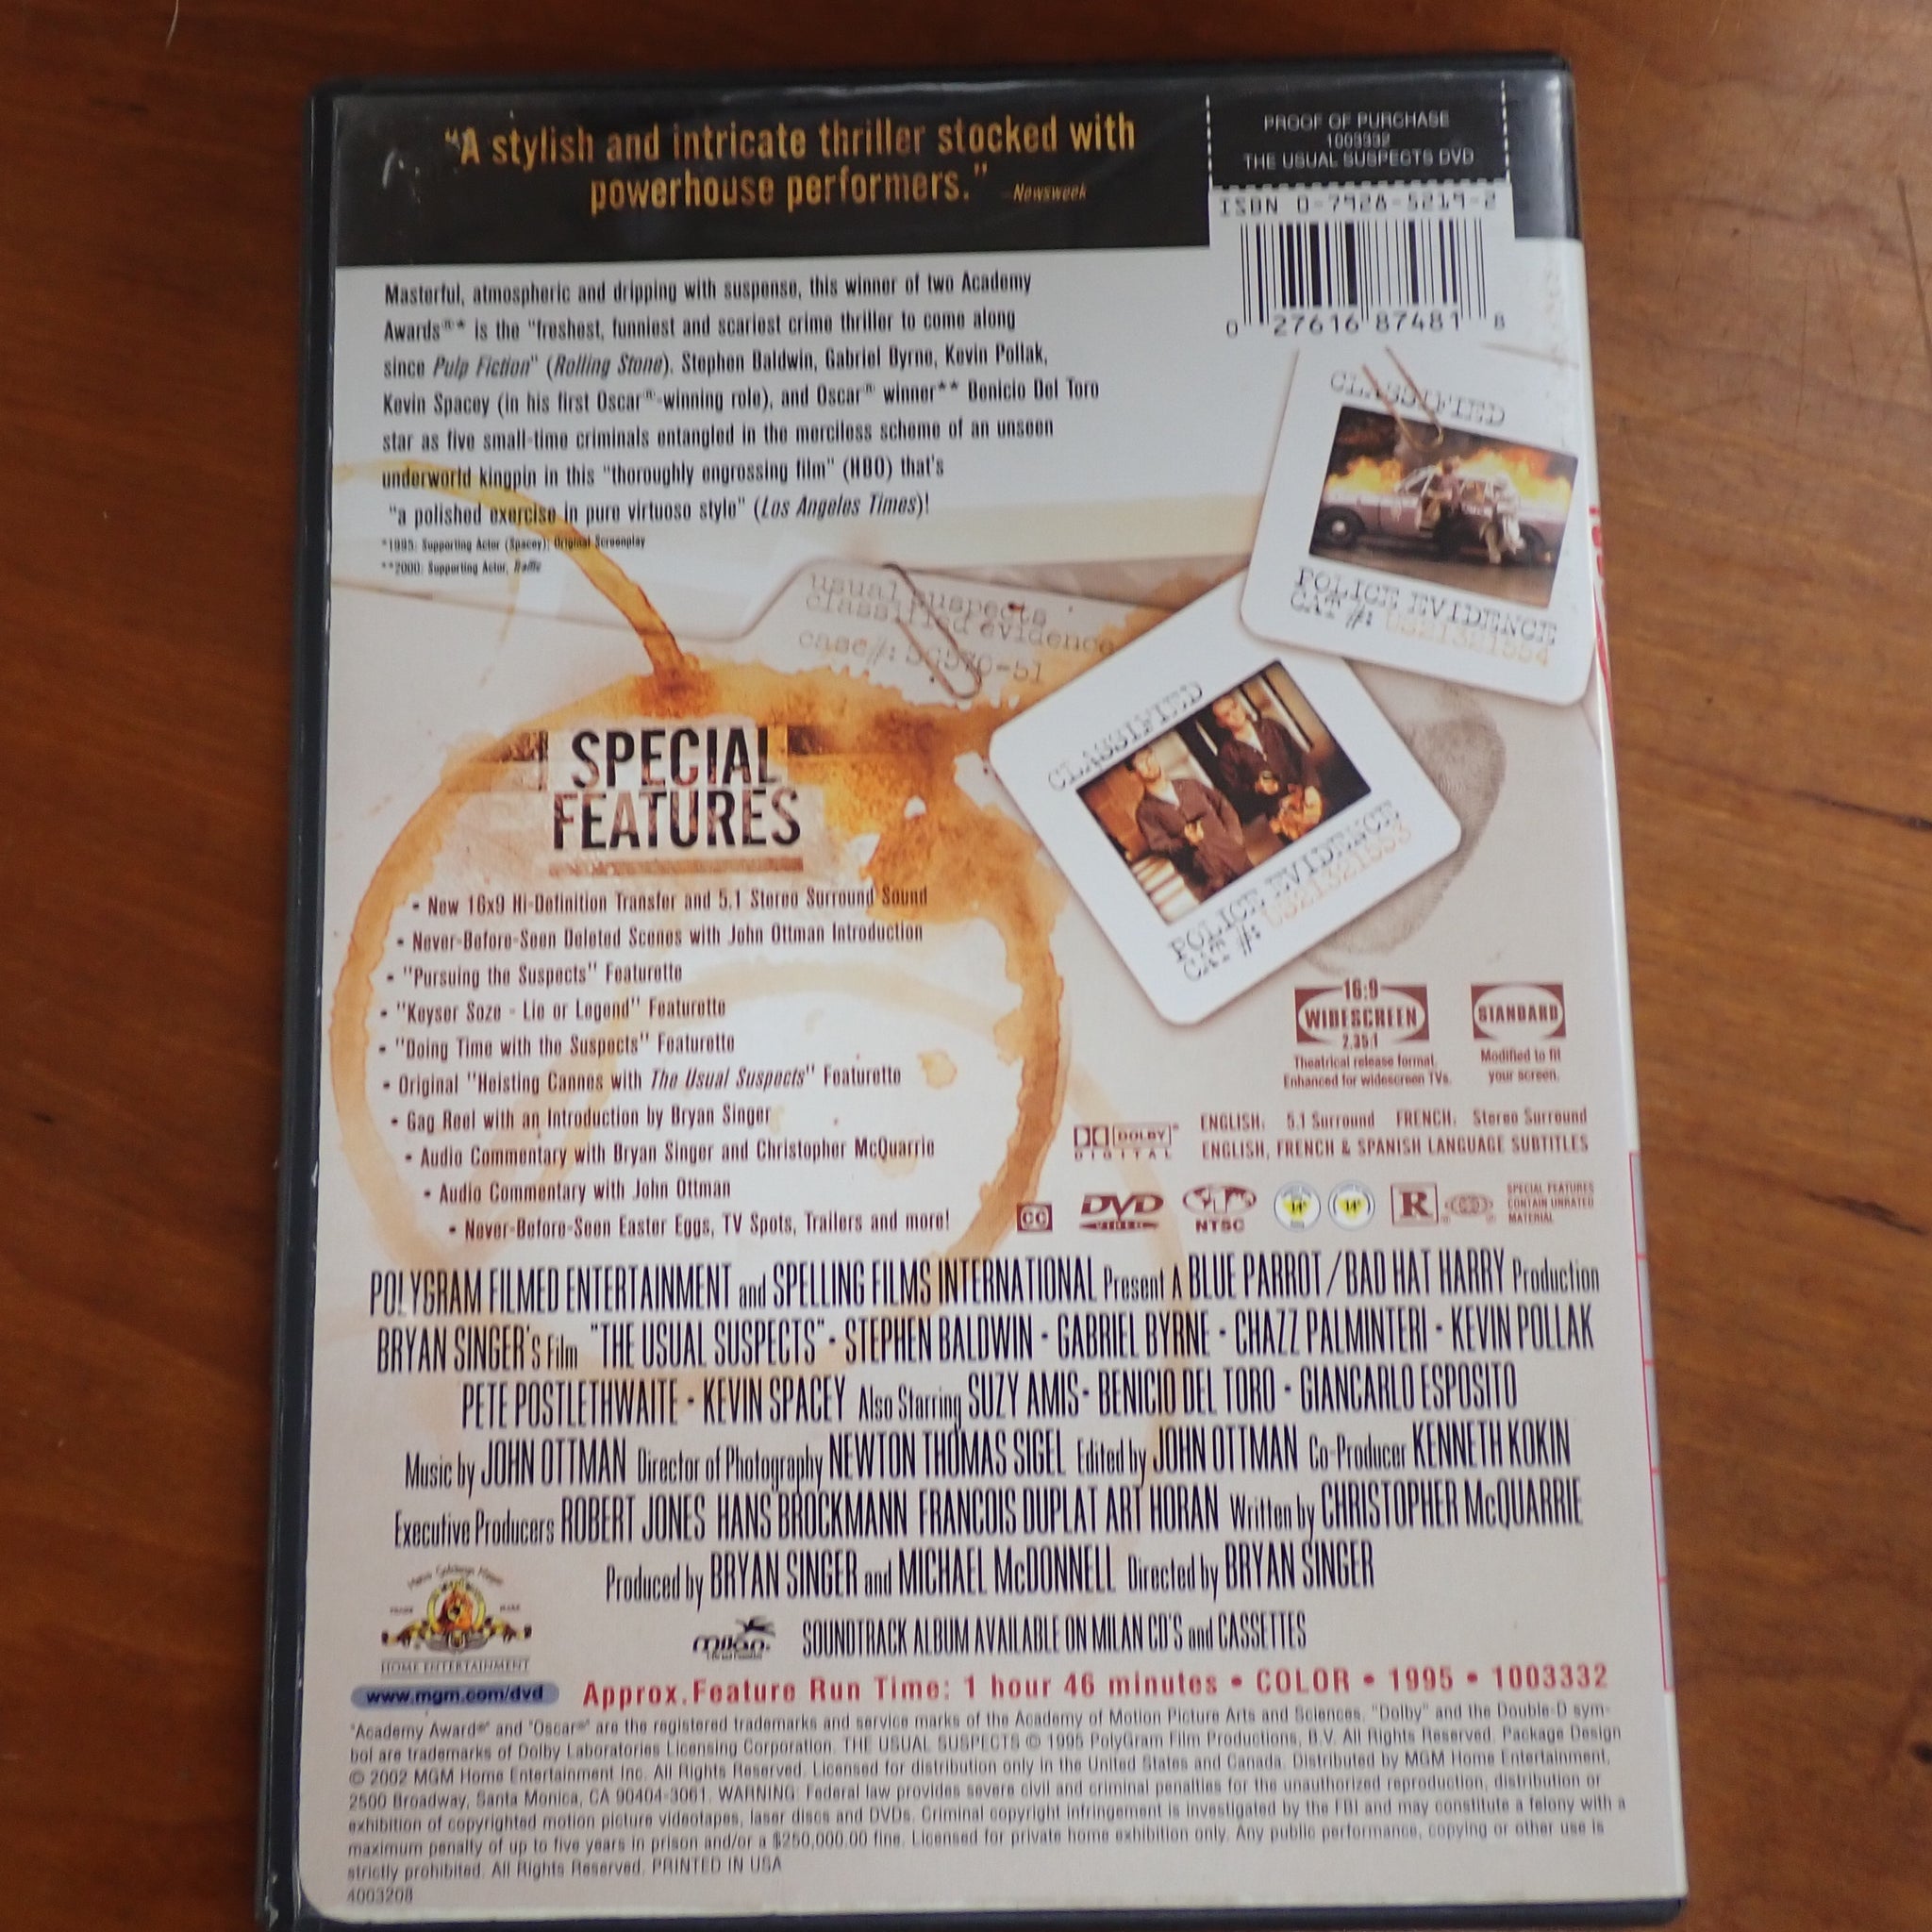 "A stylish and intricate thriller stocked with
powerhouse performers." —Newsweek
PROOF OF PURCHASE
1003332
THE USUAL SUSPECTS DVD
ISBN 0-7928-5219-2
0 27616 87481 8
Masterful, atmospheric and dripping with suspense, this winner of two Academy
Awards®* is the "freshest, funniest and scariest crime thriller to come along
since Pulp Fiction" (Rolling Stone). Stephen Baldwin, Gabriel Byrne, Kevin Pollak,
Kevin Spacey (in his first Oscar®-winning role), and Oscar® winner** Benicio Del Toro
star as five small-time criminals entangled in the merciless scheme of an unseen
underworld kingpin in this "thoroughly engrossing film" (HBO) that's
"a polished exercise in pure virtuoso style" (Los Angeles Times)!
*1995: Supporting Actor (Spacey); Original Screenplay
**2000: Supporting Actor, Traffic
CLASSIFIED
POLICE EVIDENCE
CAT #: 0321321554
usual suspects
classified evidence
case#: 56570-51
CLASSIFIED
POLICE EVIDENCE
CAT #: 0321321553
SPECIAL
FEATURES
• New 16x9 Hi-Definition Transfer and 5.1 Stereo Surround Sound
• Never-Before-Seen Deleted Scenes with John Ottman Introduction
• "Pursuing the Suspects" Featurette
• "Keyser Soze - Lie or Legend" Featurette
• "Doing Time with the Suspects" Featurette
• Original "Heisting Cannes with The Usual Suspects" Featurette
• Gag Reel with an Introduction by Bryan Singer
• Audio Commentary with Bryan Singer and Christopher McQuarrie
• Audio Commentary with John Ottman
• Never-Before-Seen Easter Eggs, TV Spots, Trailers and more!
16:9
WIDESCREEN
2.35:1
Theatrical release format.
Enhanced for widescreen TVs.
STANDARD
Modified to fit
your screen.
DOLBY
DIGITAL
ENGLISH: 5.1 Surround FRENCH: Stereo Surround
ENGLISH, FRENCH & SPANISH LANGUAGE SUBTITLES
CC
DVD
VIDEO
NTSC
14+
14+
R
SPECIAL FEATURES
CONTAIN UNRATED
MATERIAL
POLYGRAM FILMED ENTERTAINMENT and SPELLING FILMS INTERNATIONAL Present A BLUE PARROT/BAD HAT HARRY Production
BRYAN SINGER'S Film "THE USUAL SUSPECTS" • STEPHEN BALDWIN • GABRIEL BYRNE • CHAZZ PALMINTERI • KEVIN POLLAK
PETE POSTLETHWAITE • KEVIN SPACEY Also Starring SUZY AMIS • BENICIO DEL TORO • GIANCARLO ESPOSITO
Music by JOHN OTTMAN Director of Photography NEWTON THOMAS SIGEL Edited by JOHN OTTMAN Co-Producer KENNETH KOKIN
Executive Producers ROBERT JONES HANS BROCKMANN FRANCOIS DUPLAT ART HORAN Written by CHRISTOPHER McQUARRIE
Produced by BRYAN SINGER and MICHAEL McDONNELL Directed by BRYAN SINGER
HOME ENTERTAINMENT
milan
SOUNDTRACK ALBUM AVAILABLE ON MILAN CD'S and CASSETTES
www.mgm.com/dvd
Approx. Feature Run Time: 1 hour 46 minutes • COLOR • 1995 • 1003332
"Academy Award®" and "Oscar®" are the registered trademarks and service marks of the Academy of Motion Picture Arts and Sciences. "Dolby" and the Double-D sym-
bol are trademarks of Dolby Laboratories Licensing Corporation. THE USUAL SUSPECTS © 1995 PolyGram Film Productions, B.V. All Rights Reserved. Package Design
© 2002 MGM Home Entertainment Inc. All Rights Reserved. Licensed for distribution only in the United States and Canada. Distributed by MGM Home Entertainment,
2500 Broadway, Santa Monica, CA 90404-3061. WARNING: Federal law provides severe civil and criminal penalties for the unauthorized reproduction, distribution or
exhibition of copyrighted motion picture videotapes, laser discs and DVDs. Criminal copyright infringement is investigated by the FBI and may constitute a felony with a
maximum penalty of up to five years in prison and/or a $250,000.00 fine. Licensed for private home exhibition only. Any public performance, copying or other use is
strictly prohibited. All Rights Reserved. PRINTED IN USA
4003208